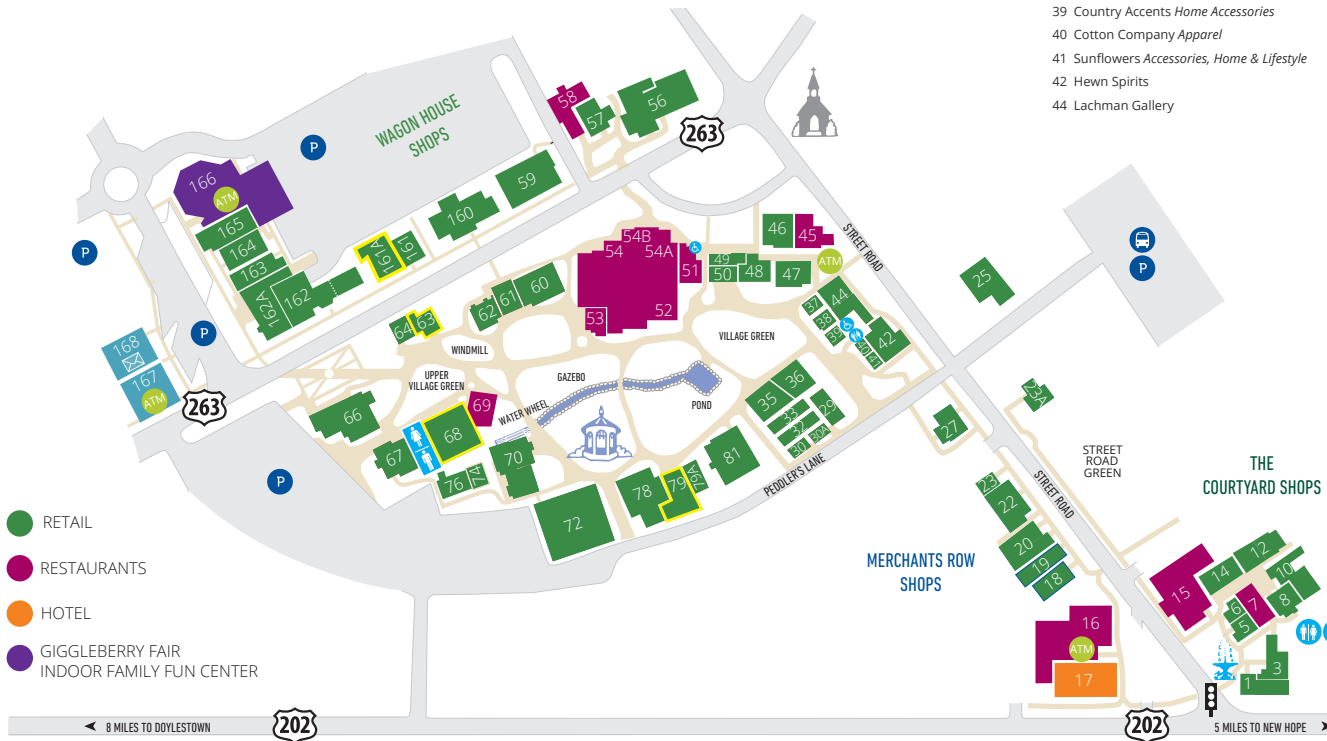 39 Country Accents Home Accessories
40 Cotton Company Apparel
41 Sunflowers Accessories, Home & Lifestyle
42 Hewn Spirits
44 Lachman Gallery
WAGON HOUSE
SHOPS
P
58
57
56
263
166
ATM
165
164
163
162A
162
161A
161
160
59
P
P
168
167
ATM
263
54B
54
54A
51
53
52
49
50
48
46
45
47
ATM
STREET ROAD
25
P
60
61
62
63
64
WINDMILL
UPPER
VILLAGE GREEN
GAZEBO
VILLAGE GREEN
37
38
39
44
40
41
42
66
67
68
69
WATER WHEEL
POND
70
76
74
72
78
79
79A
81
35
36
33
32
29
30
30A
PEDDLER'S LANE
P
27
23A
STREET
ROAD
GREEN
STREET ROAD
23
22
20
19
18
MERCHANTS ROW
SHOPS
THE
COURTYARD SHOPS
15
14
12
10
8
7
6
5
3
1
16
ATM
17
RETAIL
RESTAURANTS
HOTEL
GIGGLEBERRY FAIR
INDOOR FAMILY FUN CENTER
8 MILES TO DOYLESTOWN
202
202
5 MILES TO NEW HOPE